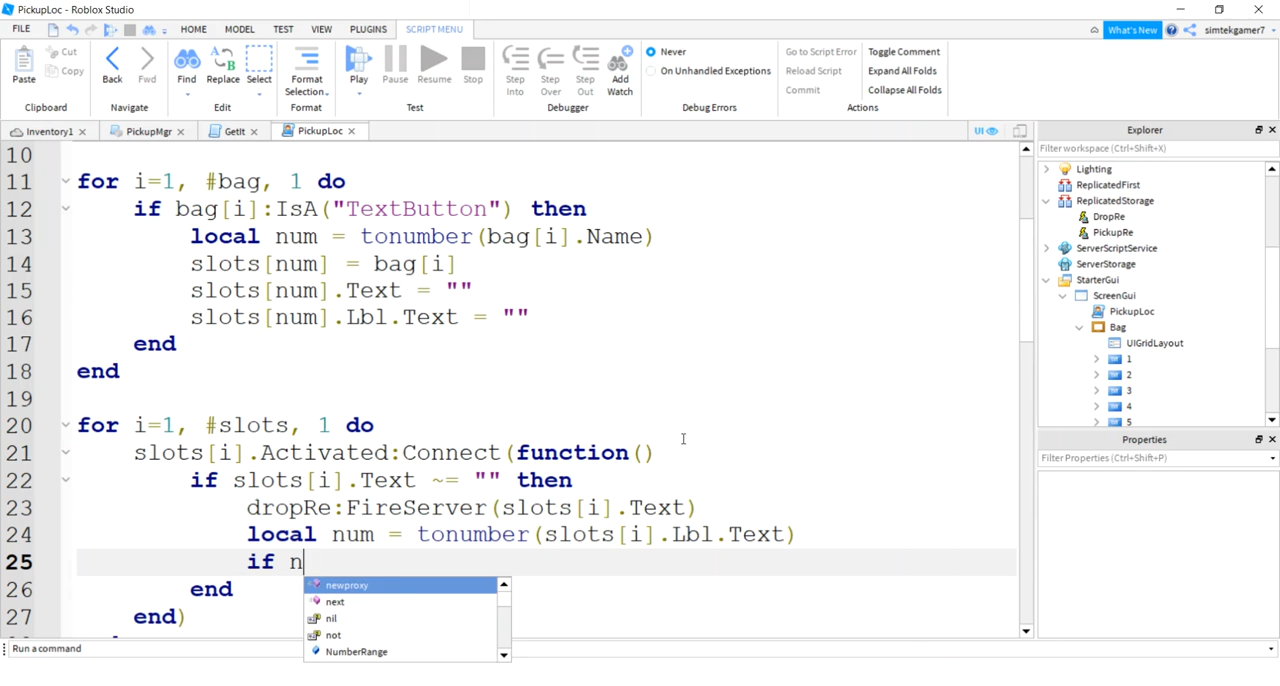 PickupLoc - Roblox Studio
FILE HOME MODEL TEST VIEW PLUGINS SCRIPT MENU What's New simtekgamer7
Paste Cut Copy Back Fwd Find Replace Select Format Selection Play Pause Resume Stop Step Into Step Over Step Out Add Watch
Never
On Unhandled Exceptions
Go to Script Error
Reload Script
Commit
Toggle Comment
Expand All Folds
Collapse All Folds
Clipboard Navigate Edit Format Test Debugger Debug Errors Actions
Inventory1 PickupMgr GetIt PickupLoc UI
10
11 for i=1, #bag, 1 do
12 if bag[i]:IsA("TextButton") then
13 local num = tonumber(bag[i].Name)
14 slots[num] = bag[i]
15 slots[num].Text = ""
16 slots[num].Lbl.Text = ""
17 end
18 end
19
20 for i=1, #slots, 1 do
21 slots[i].Activated:Connect(function()
22 if slots[i].Text ~= "" then
23 dropRe:FireServer(slots[i].Text)
24 local num = tonumber(slots[i].Lbl.Text)
25 if n
26 end
27 end)
newproxy
next
nil
not
NumberRange
Run a command
Explorer
Filter workspace (Ctrl+Shift+X)
Lighting
ReplicatedFirst
ReplicatedStorage
DropRe
PickupRe
ServerScriptService
ServerStorage
StarterGui
ScreenGui
PickupLoc
Bag
UIGridLayout
1
2
3
4
5
Properties
Filter Properties (Ctrl+Shift+P)